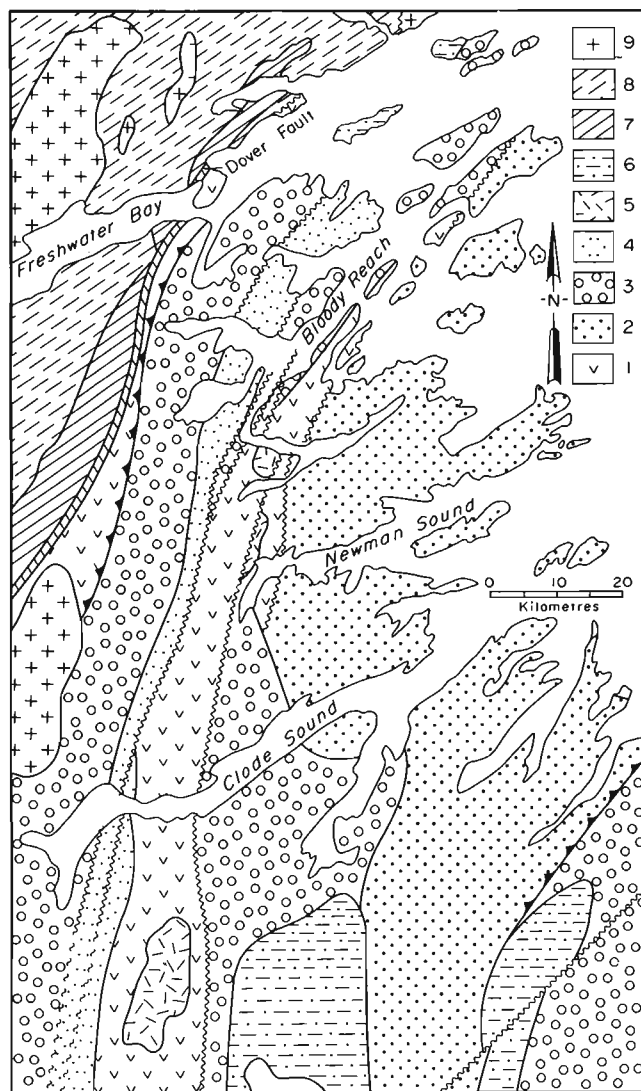 9
8
7
6
5
4
3
2
1
Dover Fault
Freshwater Bay
Bloody Reach
-N-
Newman Sound
0 10 20
Kilometres
Clode Sound